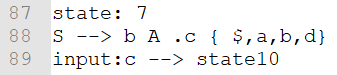 87 state: 7
88 S --> b A .c { $,a,b,d}
89 input:c --> state10